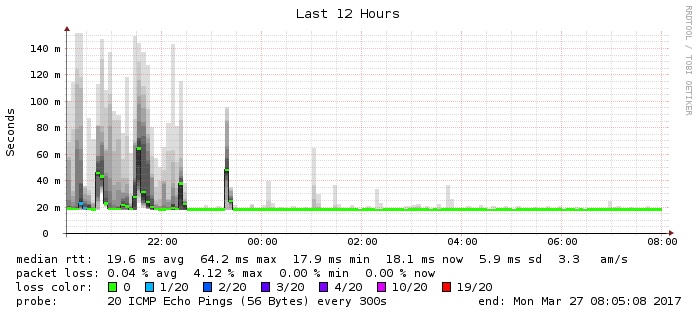 Last 12 Hours
RRDTOOL / TOBI OETIKER
Seconds
140 m
120 m
100 m
80 m
60 m
40 m
20 m
0
22:00 00:00 02:00 04:00 06:00 08:00
median rtt: 19.6 ms avg 64.2 ms max 17.9 ms min 18.1 ms now 5.9 ms sd 3.3 am/s
packet loss: 0.04 % avg 4.12 % max 0.00 % min 0.00 % now
loss color: 0 1/20 2/20 3/20 4/20 10/20 19/20
probe: 20 ICMP Echo Pings (56 Bytes) every 300s end: Mon Mar 27 08:05:08 2017